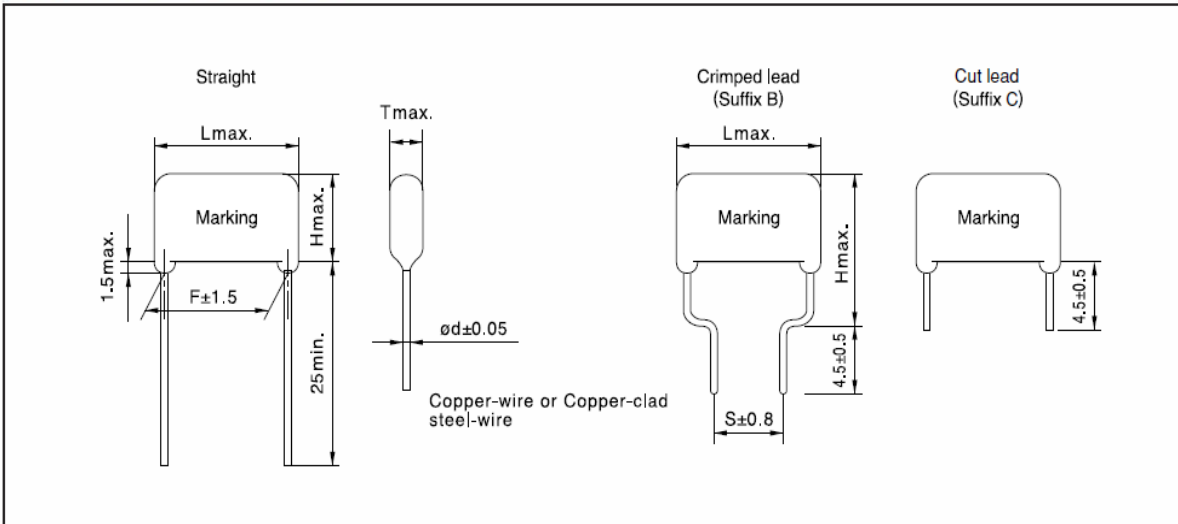 Straight
Tmax.
Lmax.
Marking
Hmax.
1.5max.
F±1.5
25min.
ød±0.05
Copper-wire or Copper-clad
steel-wire
Crimped lead
(Suffix B)
Lmax.
Marking
Hmax.
4.5±0.5
S±0.8
Cut lead
(Suffix C)
Marking
4.5±0.5